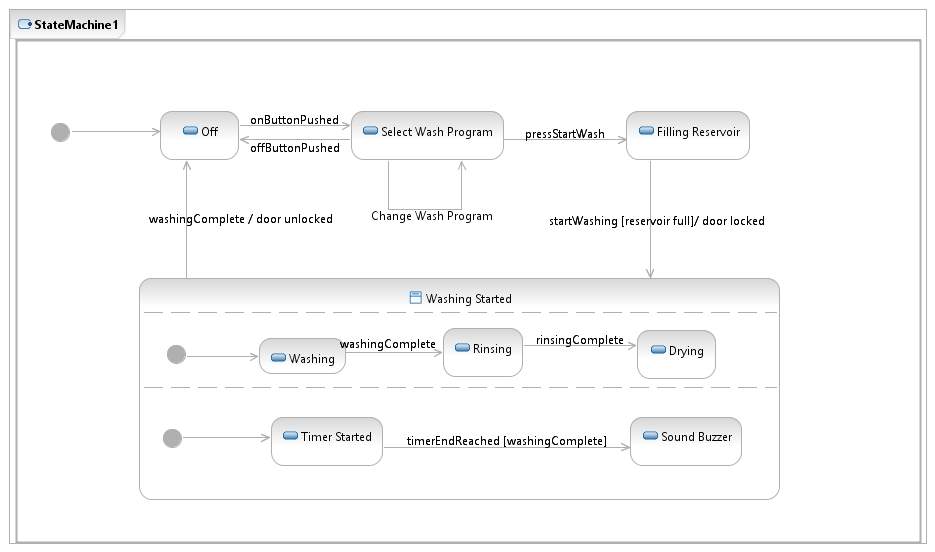 StateMachine1
onButtonPushed
Off
Select Wash Program
pressStartWash
Filling Reservoir
offButtonPushed
Change Wash Program
washingComplete / door unlocked
startWashing [reservoir full]/ door locked
Washing Started
washingComplete
rinsingComplete
Washing
Rinsing
Drying
Timer Started
timerEndReached [washingComplete]
Sound Buzzer